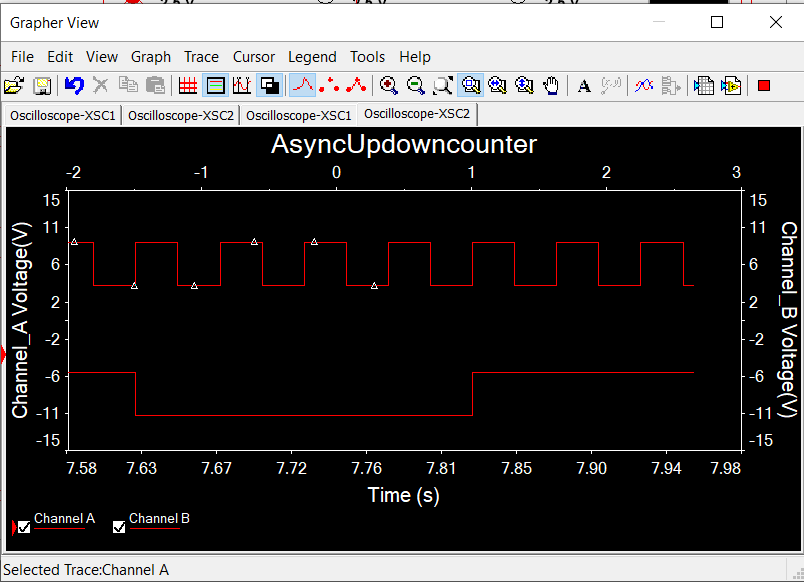 Grapher View
File Edit View Graph Trace Cursor Legend Tools Help
A
Oscilloscope-XSC1 Oscilloscope-XSC2 Oscilloscope-XSC1 Oscilloscope-XSC2
AsyncUpdowncounter
-2 -1 0 1 2 3
15 15
11 11
6 6
2 2
-2 -2
-6 -6
-11 -11
-15 -15
Channel_A Voltage(V)
Channel_B Voltage(V)
7.58 7.63 7.67 7.72 7.76 7.81 7.85 7.90 7.94 7.98
Time (s)
Channel A Channel B
Selected Trace:Channel A